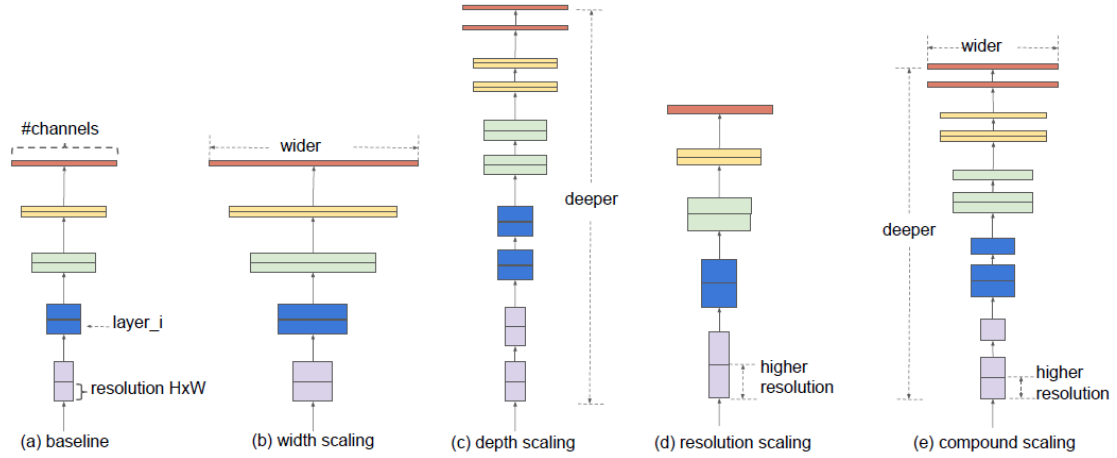 #channels
layer_i
resolution HxW
(a) baseline
wider
(b) width scaling
deeper
(c) depth scaling
higher
resolution
(d) resolution scaling
wider
deeper
higher
resolution
(e) compound scaling